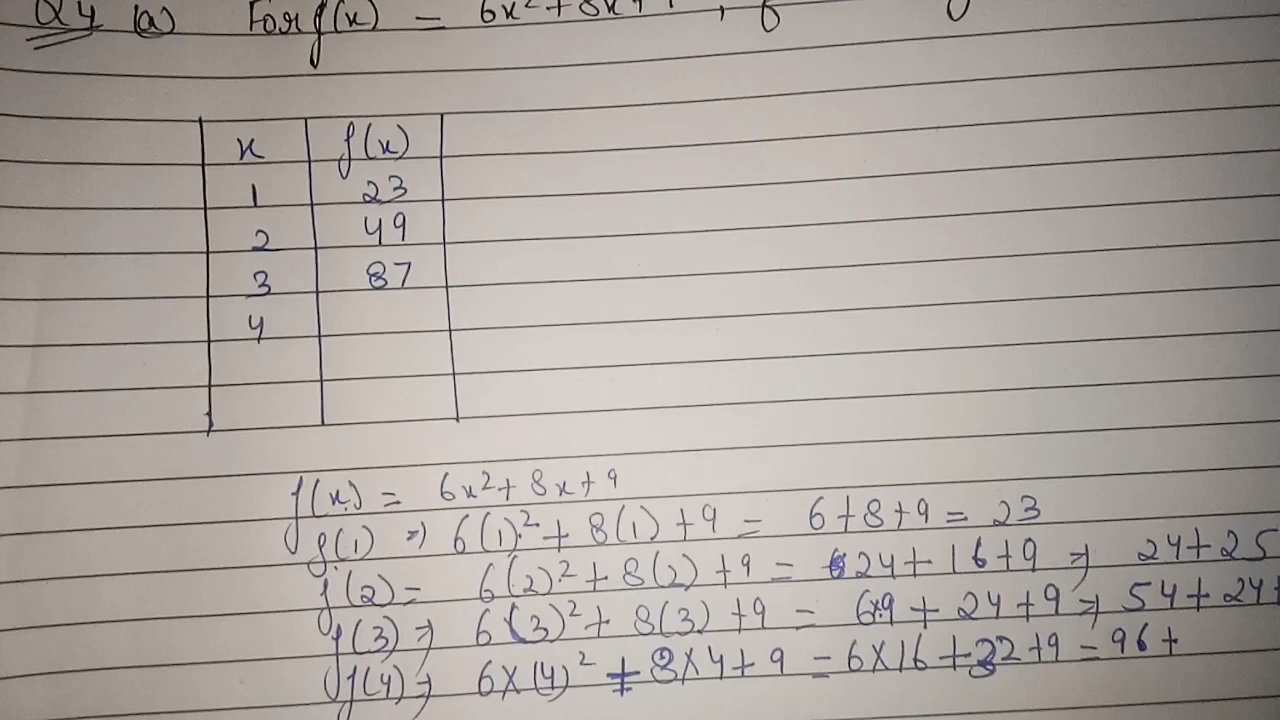 Q4 (a) For f(x) = 6x² + 8x + 9,
x f(x)
1 23
2 49
3 87
4
f(x) = 6x² + 8x + 9
f(1) ⇒ 6(1)² + 8(1) + 9 = 6 + 8 + 9 = 23
f(2) = 6(2)² + 8(2) + 9 = 24 + 16 + 9 ⇒ 24 + 25
f(3) ⇒ 6(3)² + 8(3) + 9 = 6×9 + 24 + 9 ⇒ 54 + 24 +
f(4) ⇒ 6×(4)² + 8×4 + 9 = 6×16 + 32 + 9 = 96 +